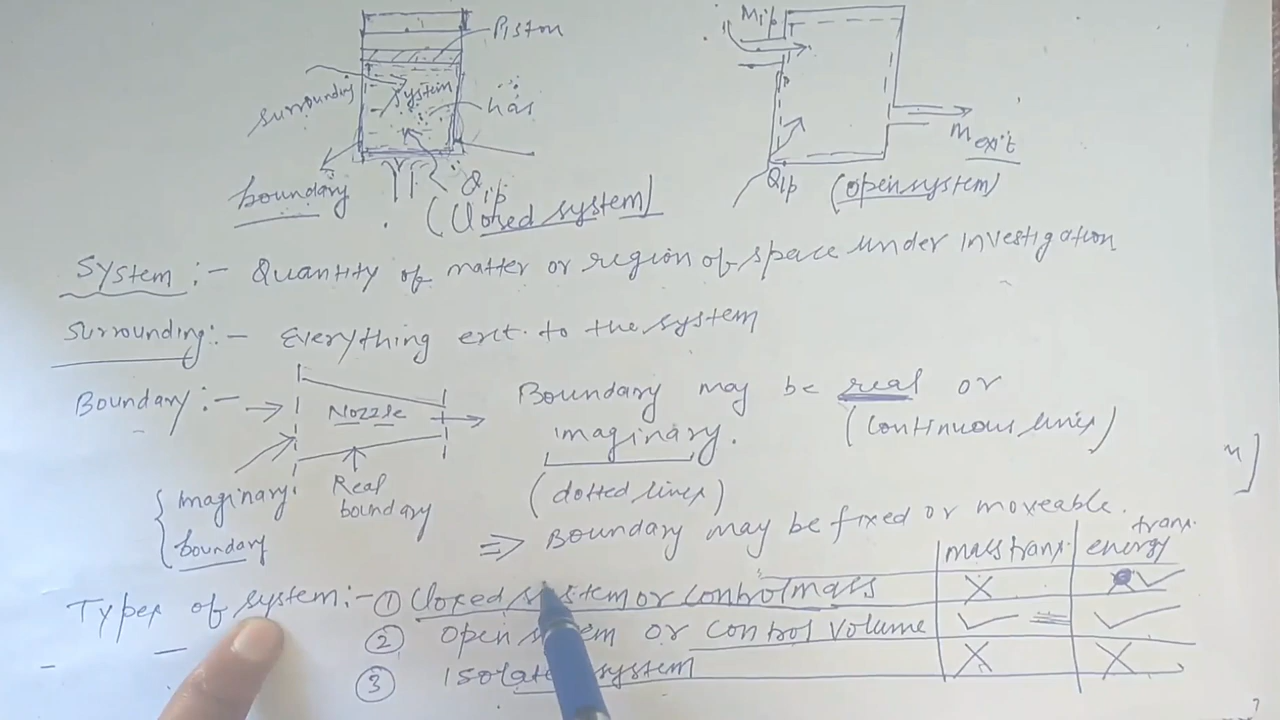 Piston
surrounding
system
Gas
boundary
Qi/p
(Closed system)
Mi/p
Mexit
Qi/p
(open system)
System :- Quantity of matter or region of space under investigation
Surrounding:- Everything ext. to the system
Boundary :- Nozzle
Boundary may be real or
imaginary.
(continuous lines)
(dotted lines)
Imaginary
boundary
Real
boundary
⇒ Boundary may be fixed or moveable.
mass trans. energy trans.
Types of system:- ① Closed system or control mass X ✓
② open system or control volume ✓ ✓
③ isolated system X X